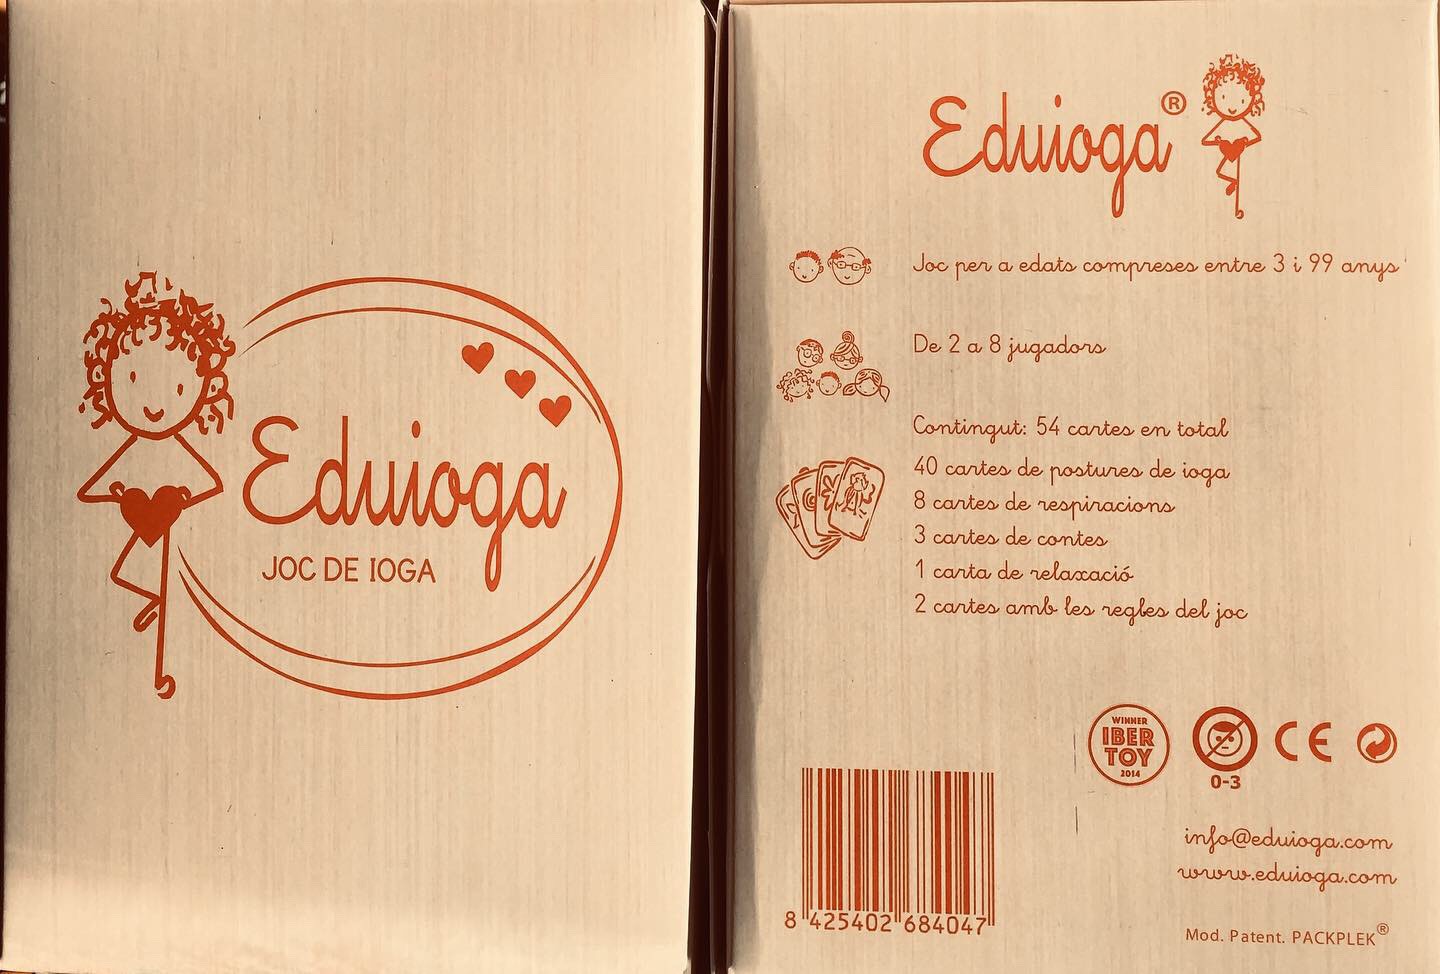 Eduioga
JOC DE IOGA
Eduioga®
Joc per a edats compreses entre 3 i 99 anys
De 2 a 8 jugadors
Contingut: 54 cartes en total
40 cartes de postures de ioga
8 cartes de respiracions
3 cartes de contes
1 carta de relaxació
2 cartes amb les regles del joc
WINNER
IBER
TOY
2014
0-3
CE
info@eduioga.com
www.eduioga.com
8 425402 684047
Mod. Patent. PACKPLEK®